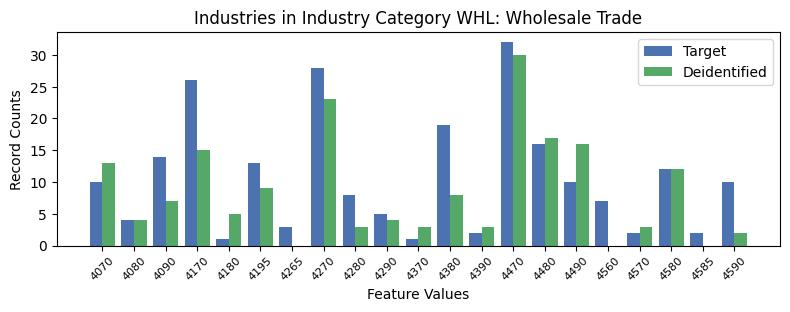 Industries in Industry Category WHL: Wholesale Trade
Target
Deidentified
Record Counts
30
25
20
15
10
5
0
4070 4080 4090 4170 4180 4195 4265 4270 4280 4290 4370 4380 4390 4470 4480 4490 4560 4570 4580 4585 4590
Feature Values